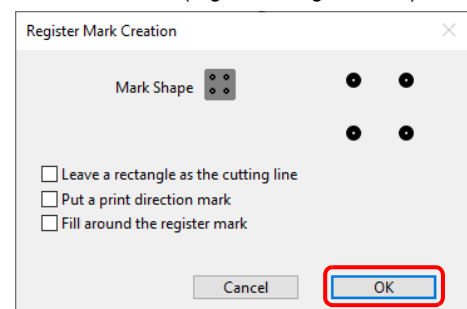 Register Mark Creation
Mark Shape
Leave a rectangle as the cutting line
Put a print direction mark
Fill around the register mark
Cancel OK